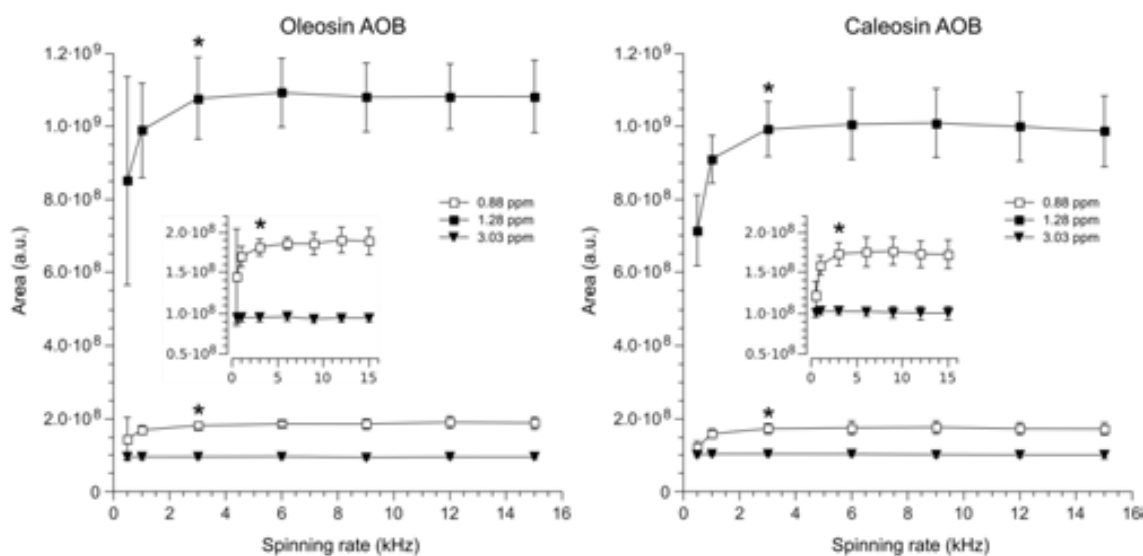 Oleosin AOB
*
1.2·10⁹
1.0·10⁹
8.0·10⁸
6.0·10⁸
4.0·10⁸
2.0·10⁸
0
Area (a.u.)
0.88 ppm
1.28 ppm
3.03 ppm
*
2.0·10⁸
1.5·10⁸
1.0·10⁸
0.5·10⁸
0 5 10 15
*
0 2 4 6 8 10 12 14 16
Spinning rate (kHz)
Caleosin AOB
*
1.2·10⁹
1.0·10⁹
8.0·10⁸
6.0·10⁸
4.0·10⁸
2.0·10⁸
0
Area (a.u.)
0.88 ppm
1.28 ppm
3.03 ppm
*
2.0·10⁸
1.5·10⁸
1.0·10⁸
0.5·10⁸
0 5 10 15
*
0 2 4 6 8 10 12 14 16
Spinning rate (kHz)